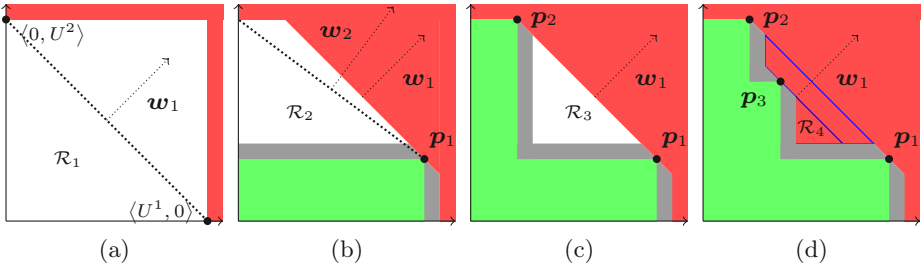 ⟨0, U²⟩
w₁
R₁
⟨U¹, 0⟩
(a)
w₂
w₁
R₂
p₁
(b)
p₂
w₁
R₃
p₁
(c)
p₂
w₁
p₃
R₄
p₁
(d)